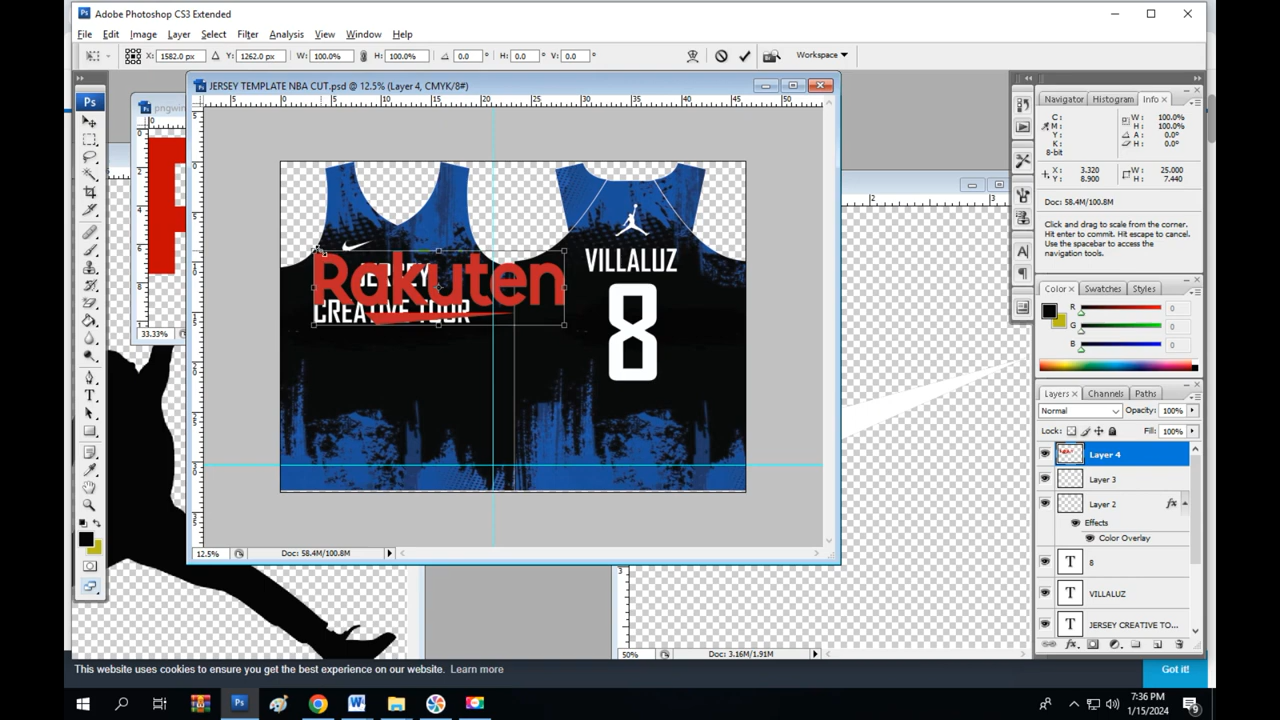 Adobe Photoshop CS3 Extended
File Edit Image Layer Select Filter Analysis View Window Help
X: 1582.0 px Y: 1262.0 px W: 100.0% H: 100.0% 0.0 ° H: 0.0 ° V: 0.0 ° Workspace
JERSEY TEMPLATE NBA CUT.psd @ 12.5% (Layer 4, CMYK/8#)
pngwin
33.33%
VILLALUZ
8
Rakuten
JERSEY
CREATIVE TOUR
12.5% Doc: 58.4M/100.8M
50% Doc: 3.16M/1.91M
Navigator Histogram Info
C: W: 100.0%
M: H: 100.0%
Y: A: 0.0°
K: H: 0.0°
8-bit
X: 3.320 W: 25.000
Y: 8.900 H: 7.440
Doc: 58.4M/100.8M
Click and drag to scale from the corner.
Hit enter to commit. Hit escape to cancel.
Use the spacebar to access the
navigation tools.
Color Swatches Styles
R 0
G 0
B 0
Layers Channels Paths
Normal Opacity: 100%
Lock: Fill: 100%
Layer 4
Layer 3
Layer 2 fx
Effects
Color Overlay
T 8
T VILLALUZ
T JERSEY CREATIVE TO...
This website uses cookies to ensure you get the best experience on our website. Learn more
Got it!
7:36 PM
1/15/2024
9